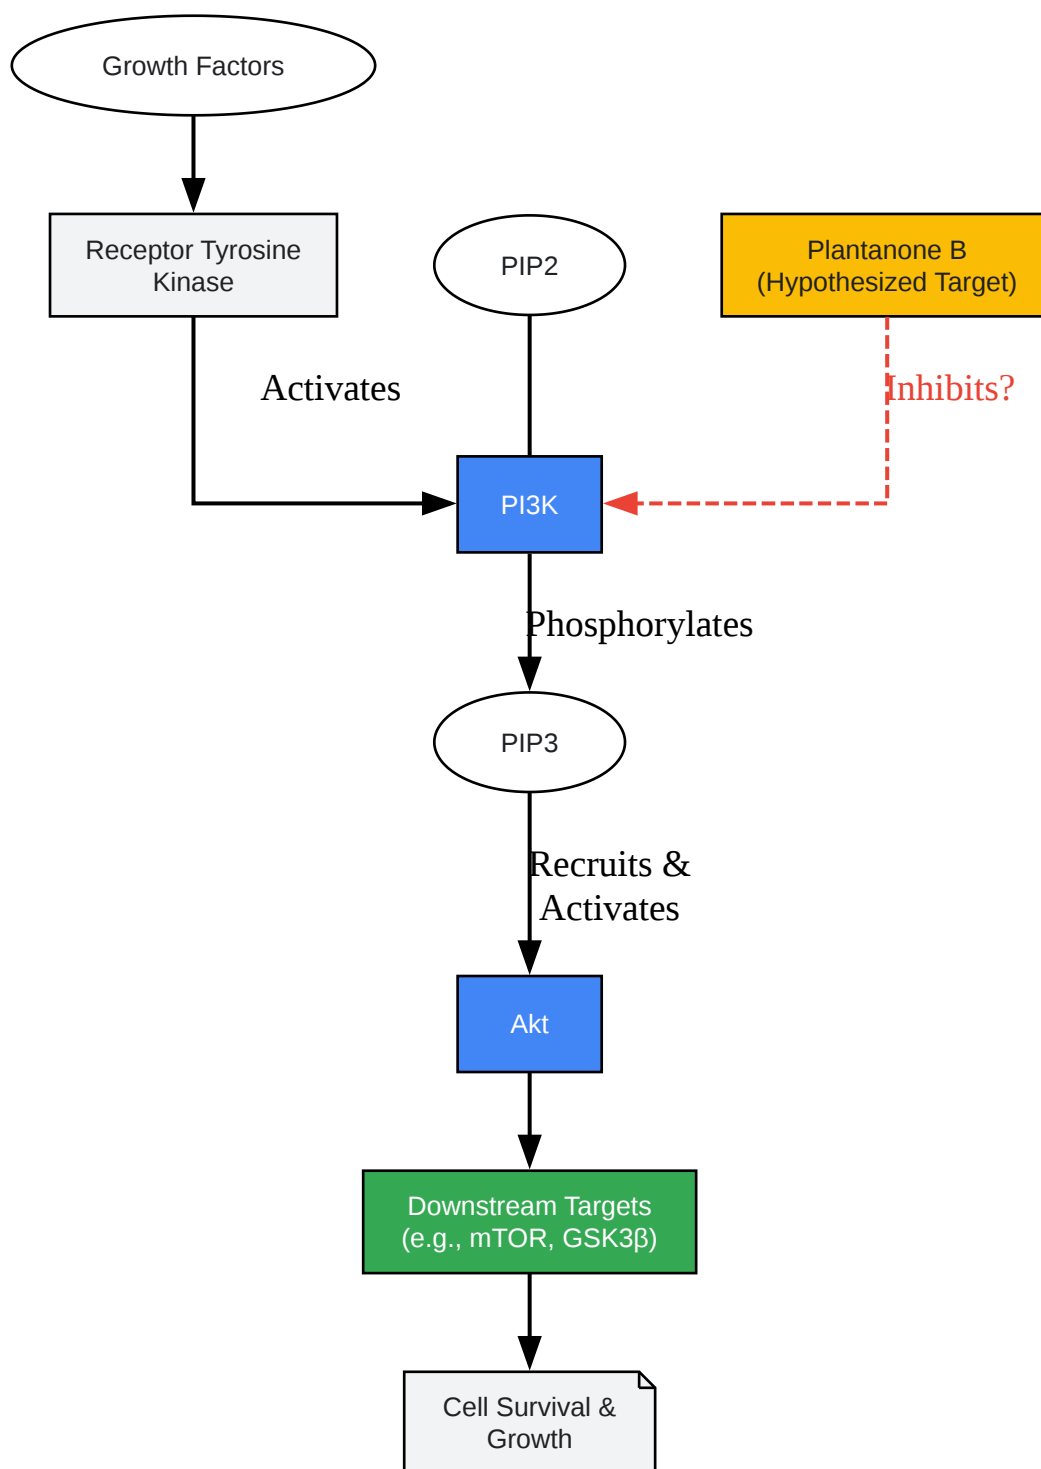 Growth Factors
Receptor Tyrosine
Kinase
PIP2
Plantanone B
(Hypothesized Target)
Activates
Inhibits?
PI3K
Phosphorylates
PIP3
Recruits &
Activates
Akt
Downstream Targets
(e.g., mTOR, GSK3β)
Cell Survival &
Growth